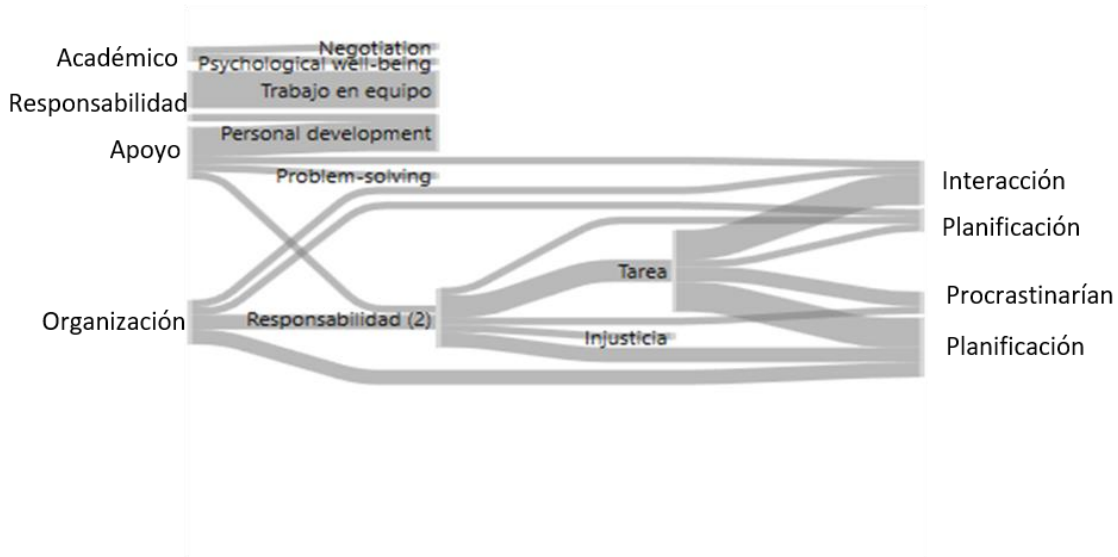 Académico
Responsabilidad
Apoyo
Organización
Negotiation
Psychological well-being
Trabajo en equipo
Personal development
Problem-solving
Responsabilidad (2)
Tarea
Injusticia
Interacción
Planificación
Procrastinarían
Planificación